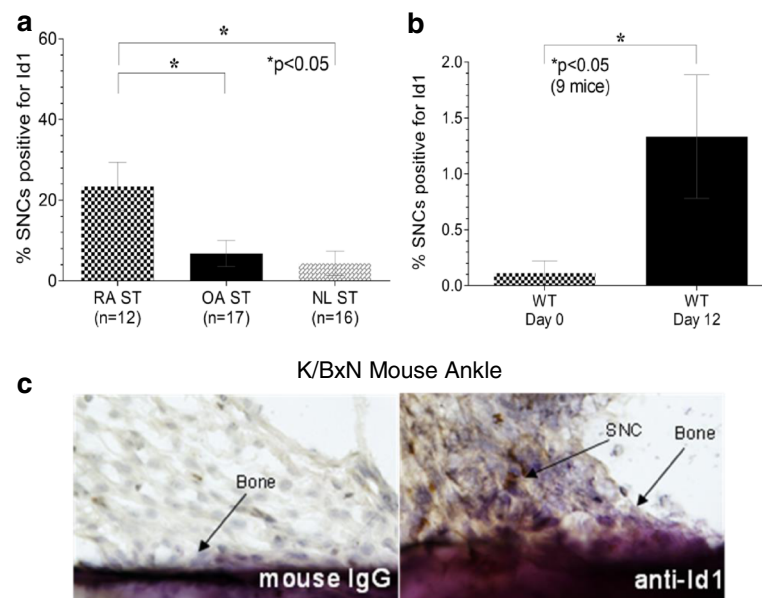 a
% SNCs positive for Id1
60
40
20
0
*
*
*p<0.05
RA ST
(n=12)
OA ST
(n=17)
NL ST
(n=16)
b
% SNCs positive for Id1
2.0
1.5
1.0
0.5
0.0
*
*p<0.05
(9 mice)
WT
Day 0
WT
Day 12
K/BxN Mouse Ankle
c
Bone
mouse IgG
SNC
Bone
anti-Id1